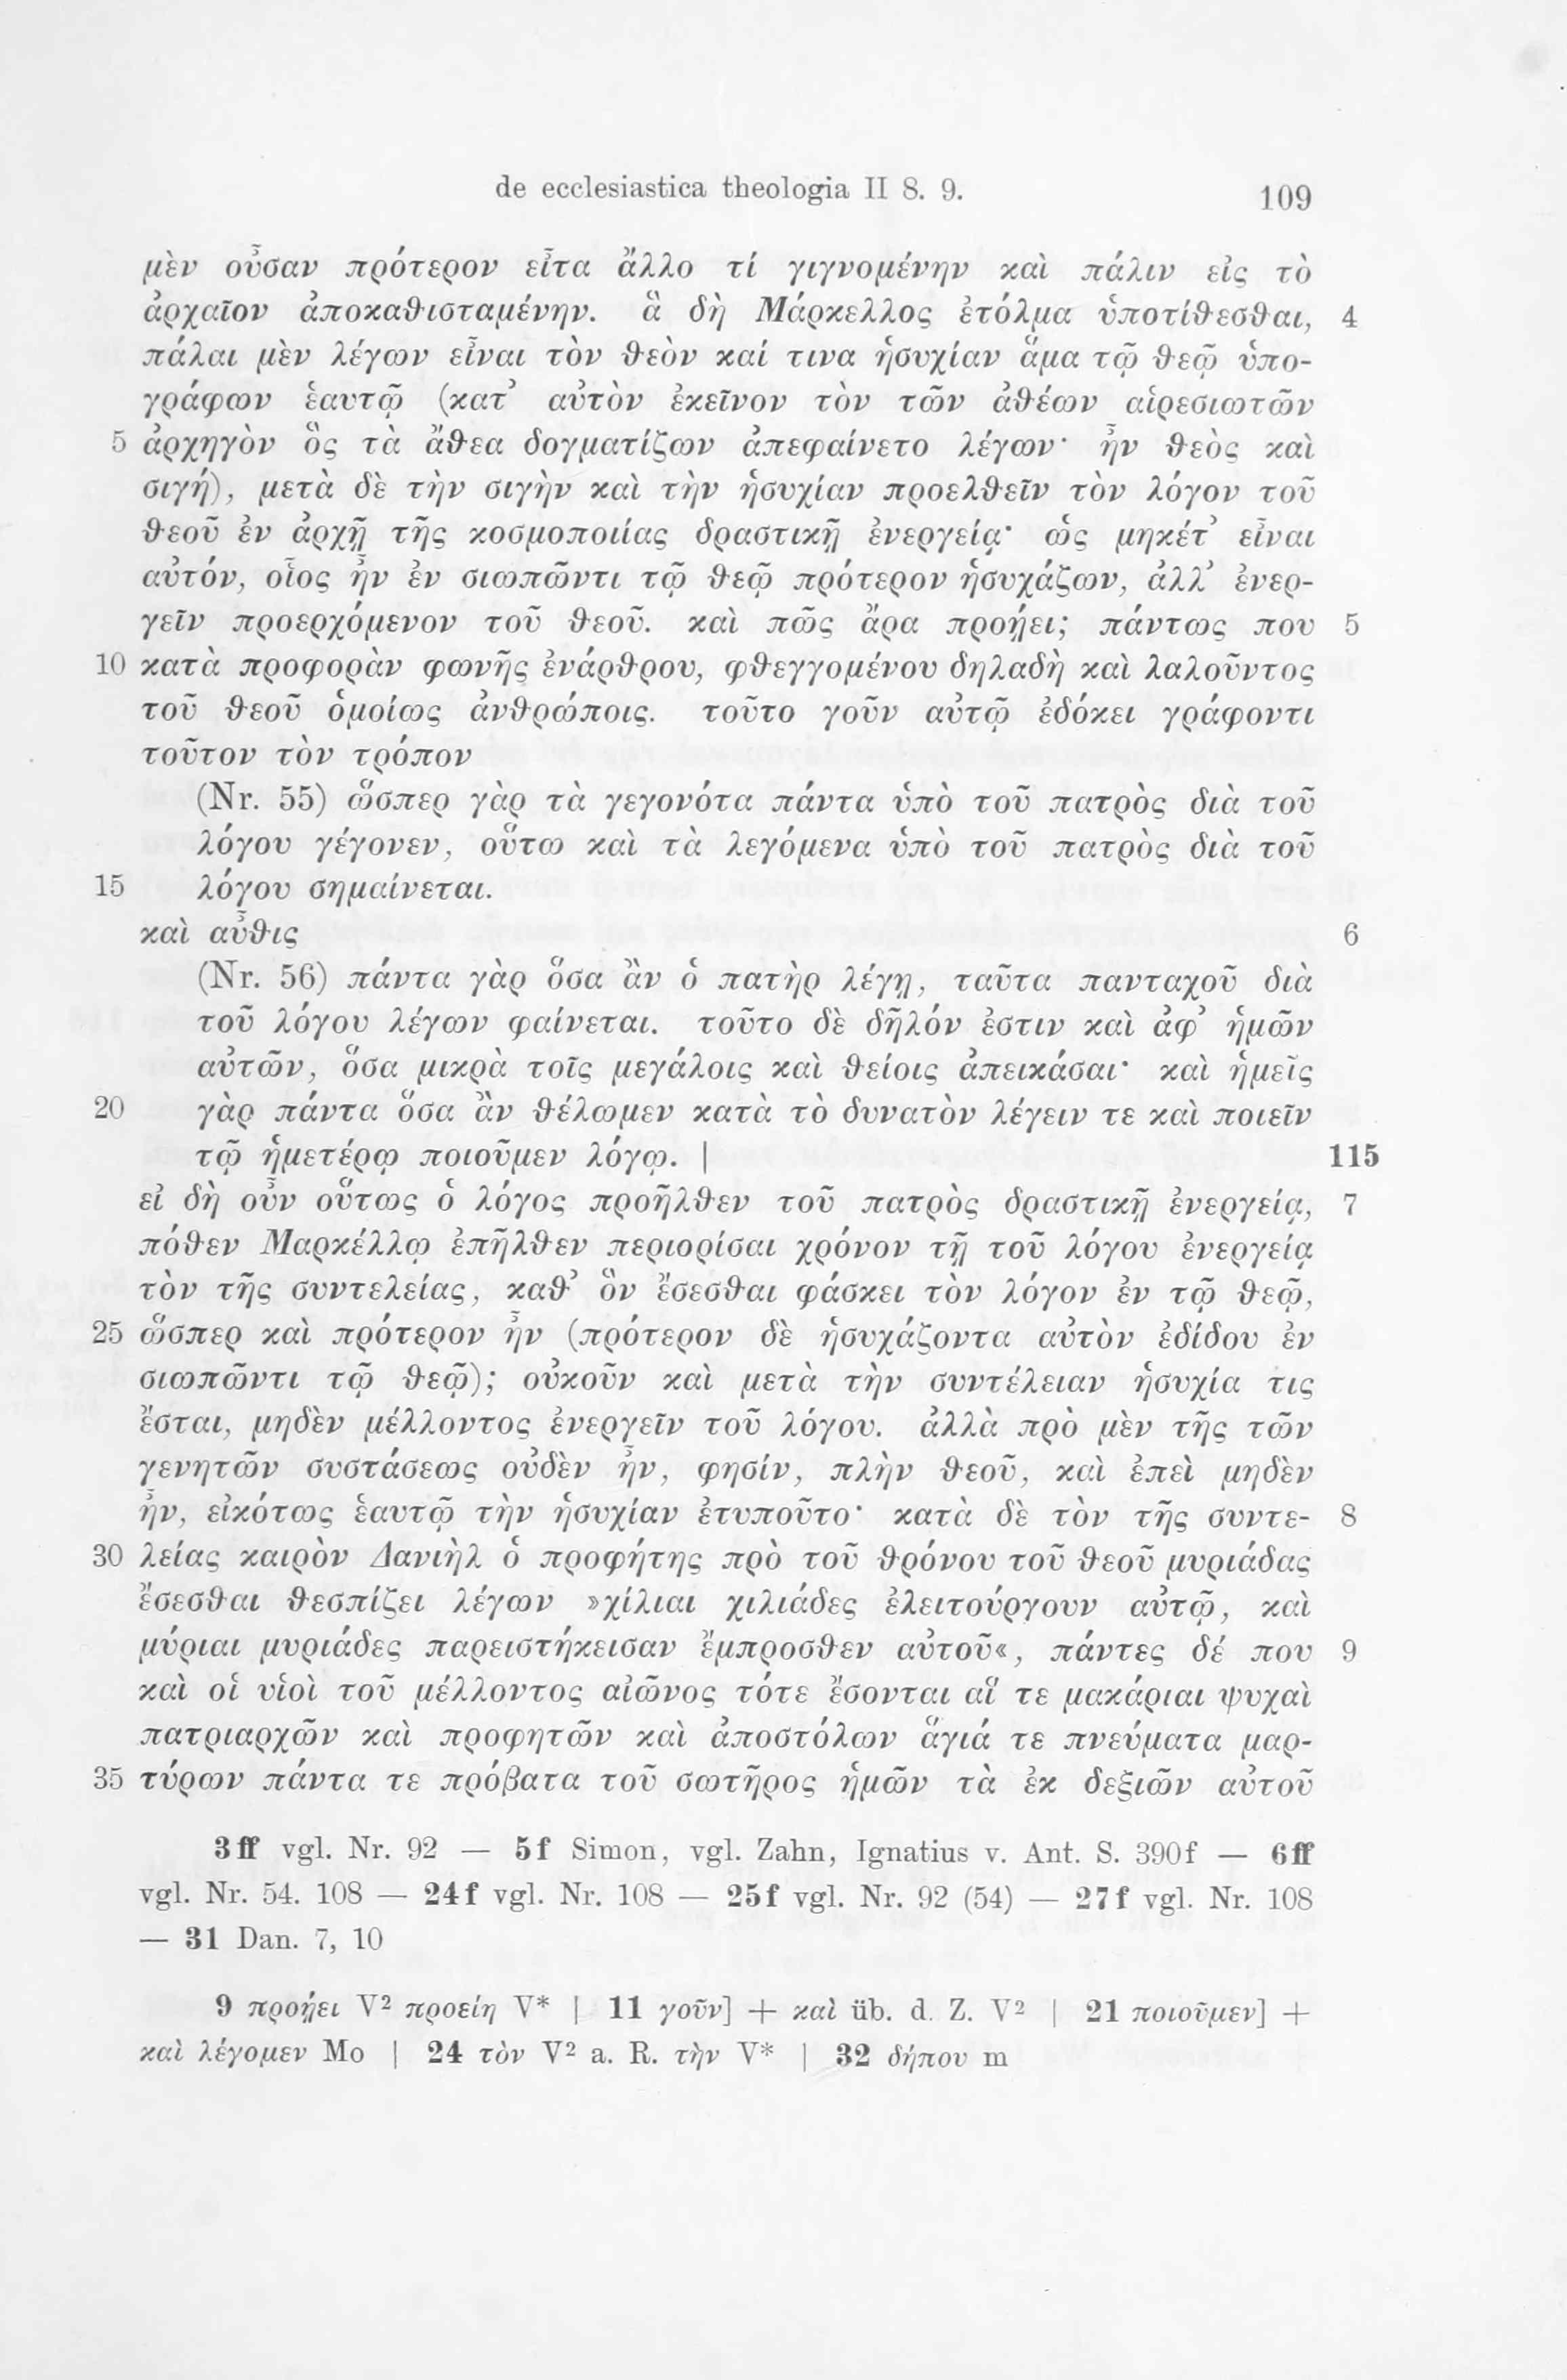 de ecclesiastica theologia II 8. 9. 109
μὲν οὖσαν πρότερον εἶτα ἄλλο τί γιγνομένην καὶ πάλιν εἰς τὸ
ἀρχαῖον ἀποκαθισταμένην. ἃ δὴ Μάρκελλος ἐτόλμα ὑποτίθεσθαι, 4
πάλαι μὲν λέγων εἶναι τὸν θεὸν καί τινα ἡσυχίαν ἅμα τῷ θεῷ ὑπο-
γράφων ἑαυτῷ (κατ’ αὐτὸν ἐκεῖνον τὸν τῶν ἀθέων αἱρεσιωτῶν
5 ἀρχηγὸν ὃς τὰ ἄθεα δογματίζων ἀπεφαίνετο λέγων· ἦν θεὸς καὶ
σιγή), μετὰ δὲ τὴν σιγὴν καὶ τὴν ἡσυχίαν προελθεῖν τὸν λόγον τοῦ
θεοῦ ἐν ἀρχῇ τῆς κοσμοποιίας δραστικῇ ἐνεργείᾳ· ὡς μηκέτ’ εἶναι
αὐτόν, οἷος ἦν ἐν σιωπῶντι τῷ θεῷ πρότερον ἡσυχάζων, ἀλλ’ ἐνερ-
γεῖν προερχόμενον τοῦ θεοῦ. καὶ πῶς ἄρα προῄει; πάντως που 5
10 κατὰ προφορὰν φωνῆς ἐνάρθρου, φθεγγομένου δηλαδὴ καὶ λαλοῦντος
τοῦ θεοῦ ὁμοίως ἀνθρώποις. τοῦτο γοῦν αὐτῷ ἐδόκει γράφοντι
τοῦτον τὸν τρόπον
(Nr. 55) ὥσπερ γὰρ τὰ γεγονότα πάντα ὑπὸ τοῦ πατρὸς διὰ τοῦ
λόγου γέγονεν, οὕτω καὶ τὰ λεγόμενα ὑπὸ τοῦ πατρὸς διὰ τοῦ
15 λόγου σημαίνεται.
καὶ αὖθις 6
(Nr. 56) πάντα γὰρ ὅσα ἂν ὁ πατὴρ λέγῃ, ταῦτα πανταχοῦ διὰ
τοῦ λόγου λέγων φαίνεται. τοῦτο δὲ δῆλόν ἐστιν καὶ ἀφ’ ἡμῶν
αὐτῶν, ὅσα μικρὰ τοῖς μεγάλοις καὶ θείοις ἀπεικάσαι· καὶ ἡμεῖς
20 γὰρ πάντα ὅσα ἂν θέλωμεν κατὰ τὸ δυνατὸν λέγειν τε καὶ ποιεῖν
τῷ ἡμετέρῳ ποιοῦμεν λόγῳ. | 115
εἰ δὴ οὖν οὕτως ὁ λόγος προῆλθεν τοῦ πατρὸς δραστικῇ ἐνεργείᾳ, 7
πόθεν Μαρκέλλῳ ἐπῆλθεν περιορίσαι χρόνον τῇ τοῦ λόγου ἐνεργείᾳ
τὸν τῆς συντελείας, καθ’ ὃν ἔσεσθαι φάσκει τὸν λόγον ἐν τῷ θεῷ,
25 ὥσπερ καὶ πρότερον ἦν (πρότερον δὲ ἡσυχάζοντα αὐτὸν ἐδίδου ἐν
σιωπῶντι τῷ θεῷ); οὐκοῦν καὶ μετὰ τὴν συντέλειαν ἡσυχία τις
ἔσται, μηδὲν μέλλοντος ἐνεργεῖν τοῦ λόγου. ἀλλὰ πρὸ μὲν τῆς τῶν
γενητῶν συστάσεως οὐδὲν ἦν, φησίν, πλὴν θεοῦ, καὶ ἐπεὶ μηδὲν
ἦν, εἰκότως ἑαυτῷ τὴν ἡσυχίαν ἐτυποῦτο· κατὰ δὲ τὸν τῆς συντε- 8
30 λείας καιρὸν Δανιὴλ ὁ προφήτης πρὸ τοῦ θρόνου τοῦ θεοῦ μυριάδας
ἔσεσθαι θεσπίζει λέγων »χίλιαι χιλιάδες ἐλειτούργουν αὐτῷ, καὶ
μύριαι μυριάδες παρειστήκεισαν ἔμπροσθεν αὐτοῦ«, πάντες δέ που 9
καὶ οἱ υἱοὶ τοῦ μέλλοντος αἰῶνος τότε ἔσονται αἵ τε μακάριαι ψυχαὶ
πατριαρχῶν καὶ προφητῶν καὶ ἀποστόλων ἅγιά τε πνεύματα μαρ-
35 τύρων πάντα τε πρόβατα τοῦ σωτῆρος ἡμῶν τὰ ἐκ δεξιῶν αὐτοῦ
3 ff vgl. Nr. 92 — 5 f Simon, vgl. Zahn, Ignatius v. Ant. S. 390 f — 6 ff
vgl. Nr. 54. 108 — 24 f vgl. Nr. 108 — 25 f vgl. Nr. 92 (54) — 27 f vgl. Nr. 108
— 31 Dan. 7, 10
9 προῄει V² προείη V* | 11 γοῦν] + καὶ üb. d. Z. V² | 21 ποιοῦμεν] +
καὶ λέγομεν Mo | 24 τὸν V² a. R. τὴν V* | 32 δήπου m